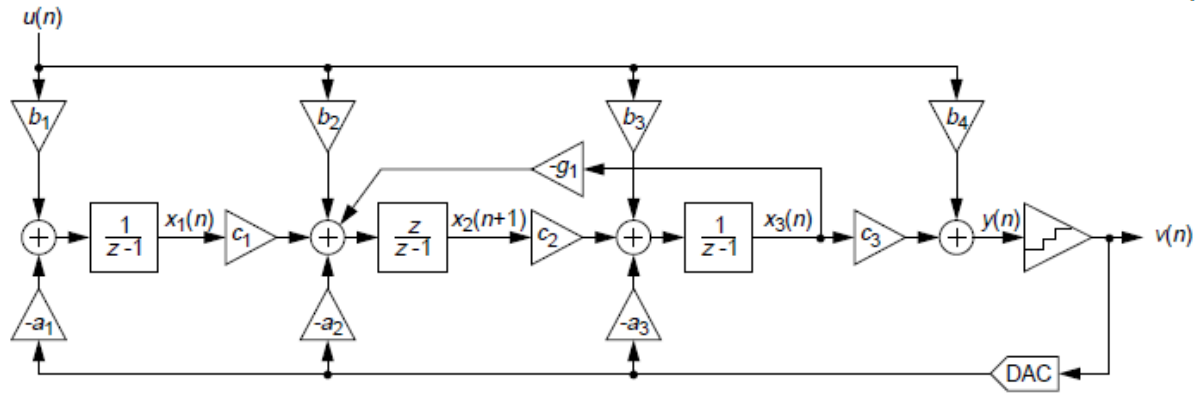 u(n)
b1 b2 b3 b4
-g1
1/z-1 x1(n) c1 z/z-1 x2(n+1) c2 1/z-1 x3(n) c3 y(n) v(n)
-a1 -a2 -a3
DAC